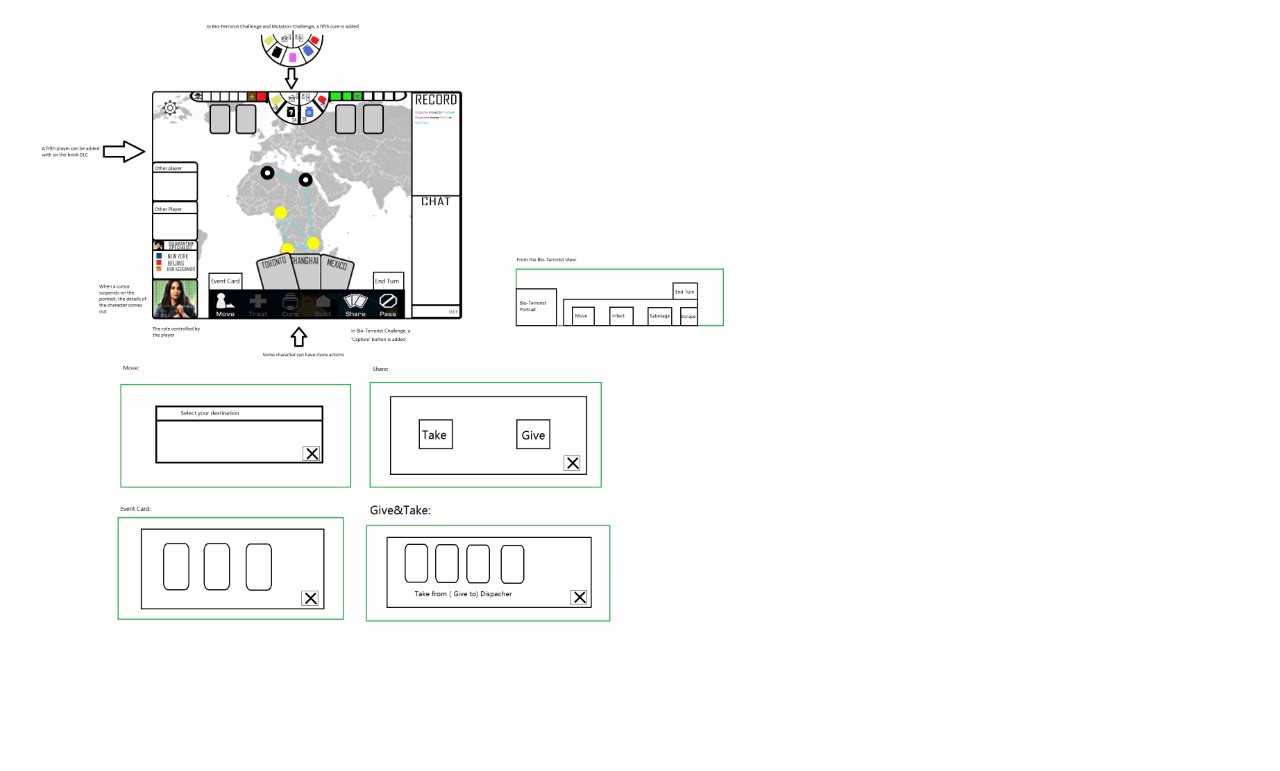 In Bio-Terrorist Challenge and Mutation Challenge, a fifth cure is added
RECORD
A fifth player can be added
with on the brink DLC
Other player
Other Player
CHAT
QUARANTINE
SPECIALIST
NEW YORK
BEIJING
TORONTO
SHANGHAI
MEXICO
Event Card
End Turn
When a cursor
suspends on the
portrait, the details of
the character comes
out
Move
Treat
Cure
Build
Share
Pass
The role controlled by
the player
In Bio-Terrorist Challenge, a
"Capture" button is added
Some character can have more actions
From the Bio-Terrorist View:
End Turn
Bio-Terrorist
Portrait
Move
Infect
Sabotage
Escape
Move:
Share:
Select your destination
Take
Give
Event Card:
Give&Take:
Take from ( Give to) Dispacher